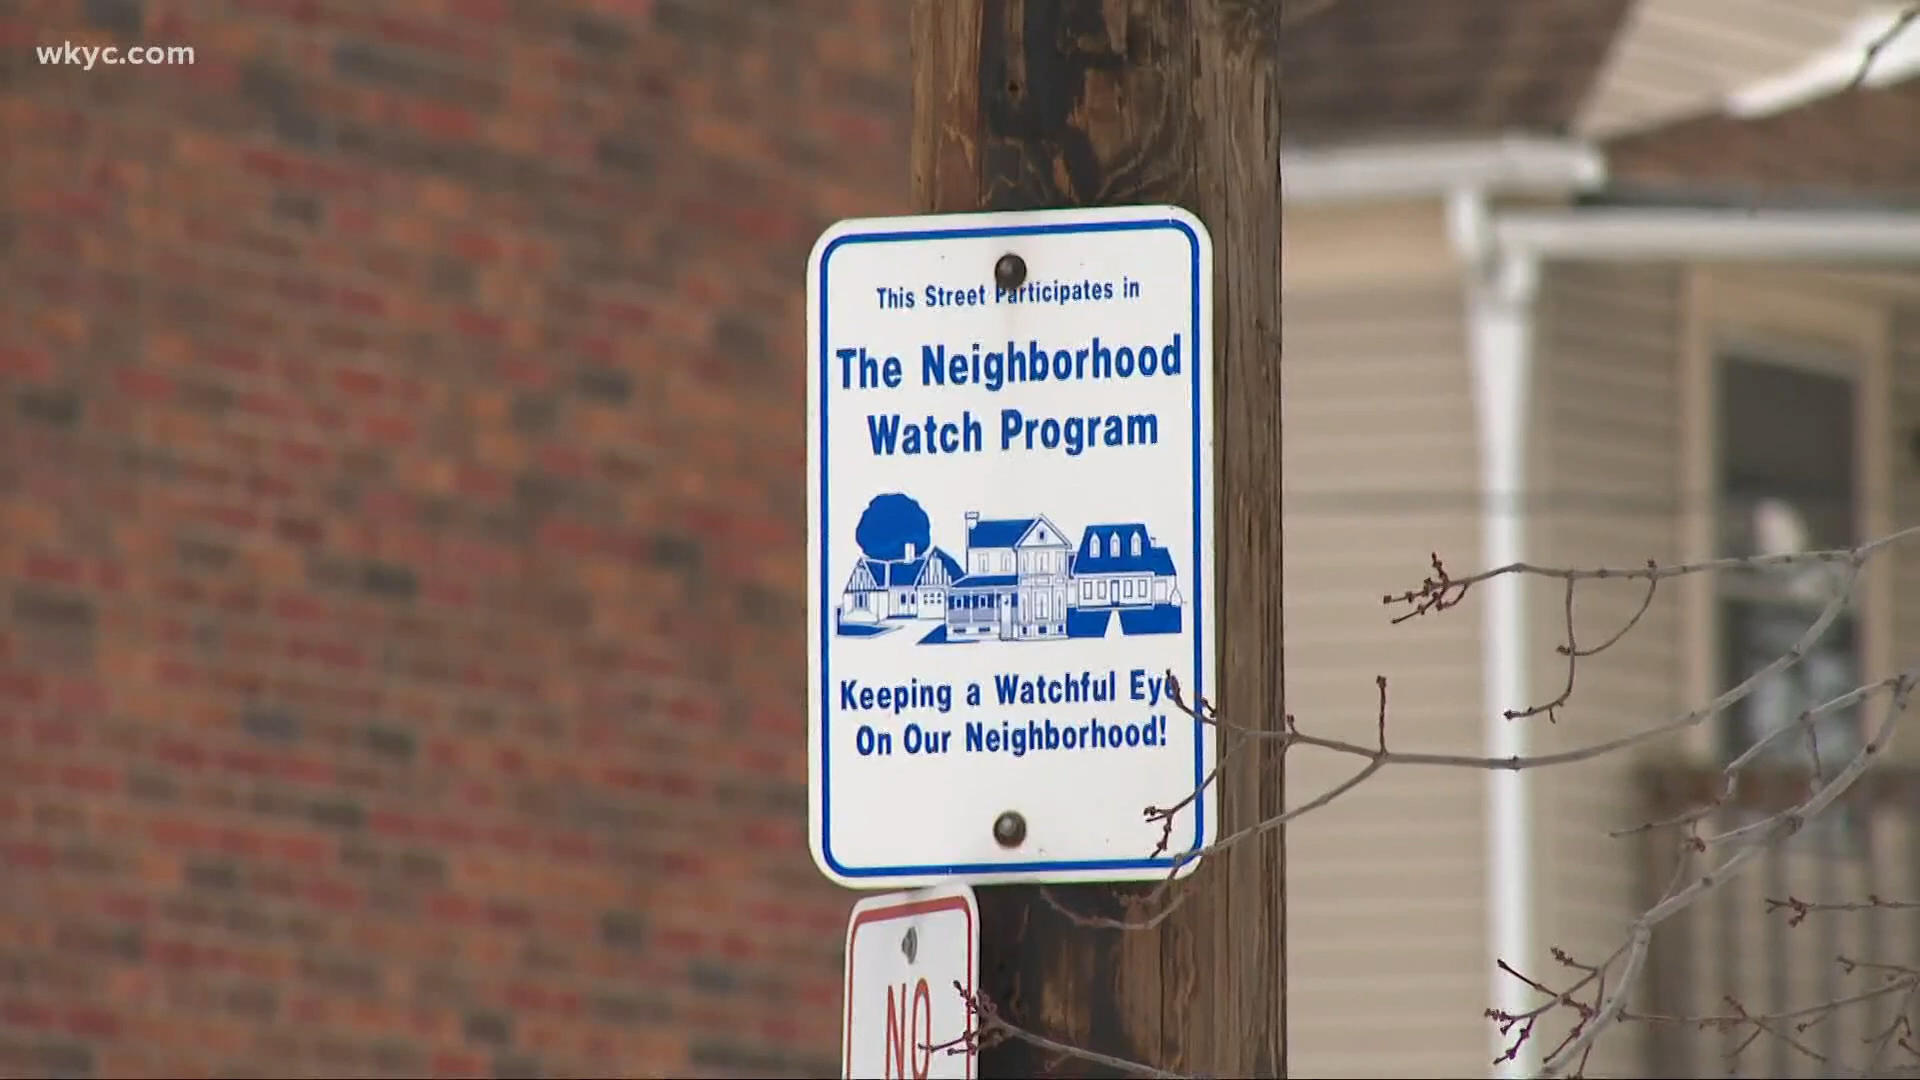 wkyc.com
This Street Participates in
The Neighborhood
Watch Program
Keeping a Watchful Eye
On Our Neighborhood!
NO